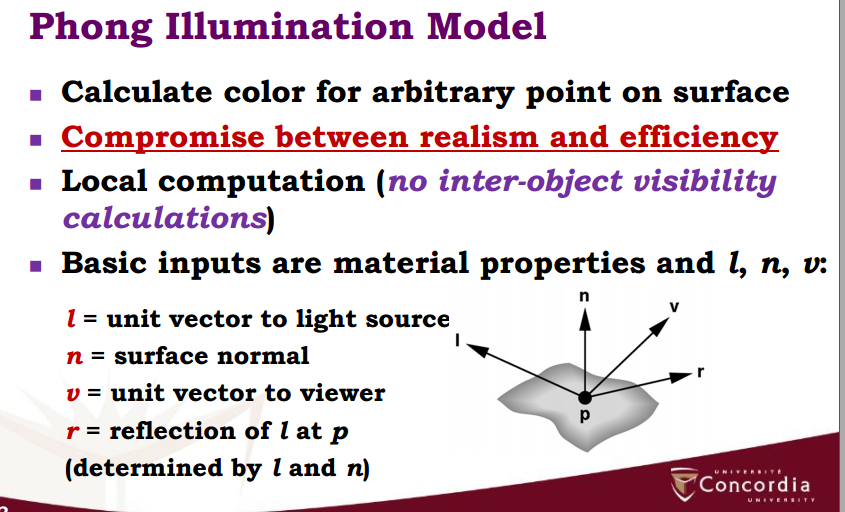 Phong Illumination Model
▪ Calculate color for arbitrary point on surface
▪ Compromise between realism and efficiency
▪ Local computation (no inter-object visibility
calculations)
▪ Basic inputs are material properties and l, n, v:
l = unit vector to light source
n = surface normal
v = unit vector to viewer
r = reflection of l at p
(determined by l and n)
n
v
l
r
p
UNIVERSITÉ
Concordia
UNIVERSITY